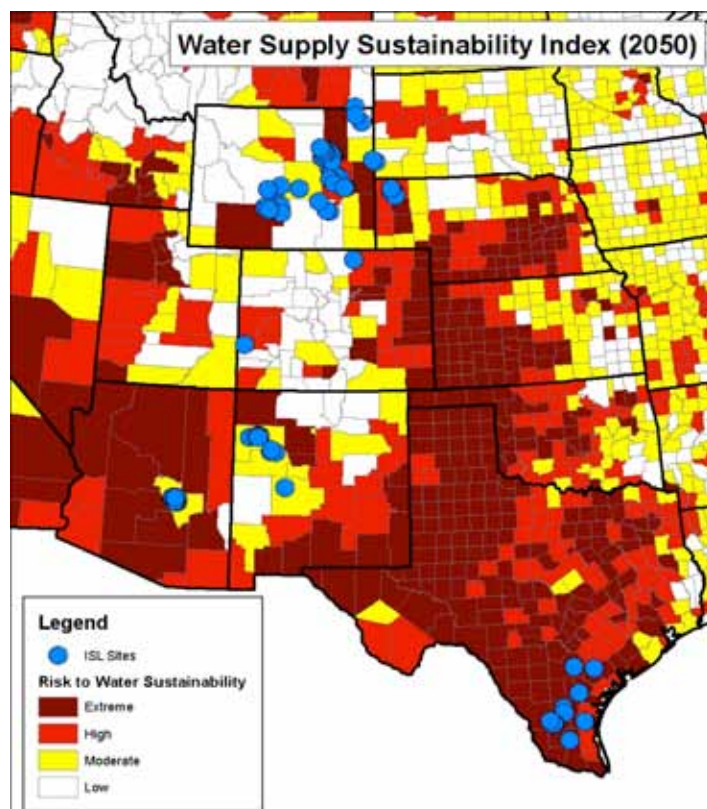 Water Supply Sustainability Index (2050)
Legend
ISL Sites
Risk to Water Sustainability
Extreme
High
Moderate
Low